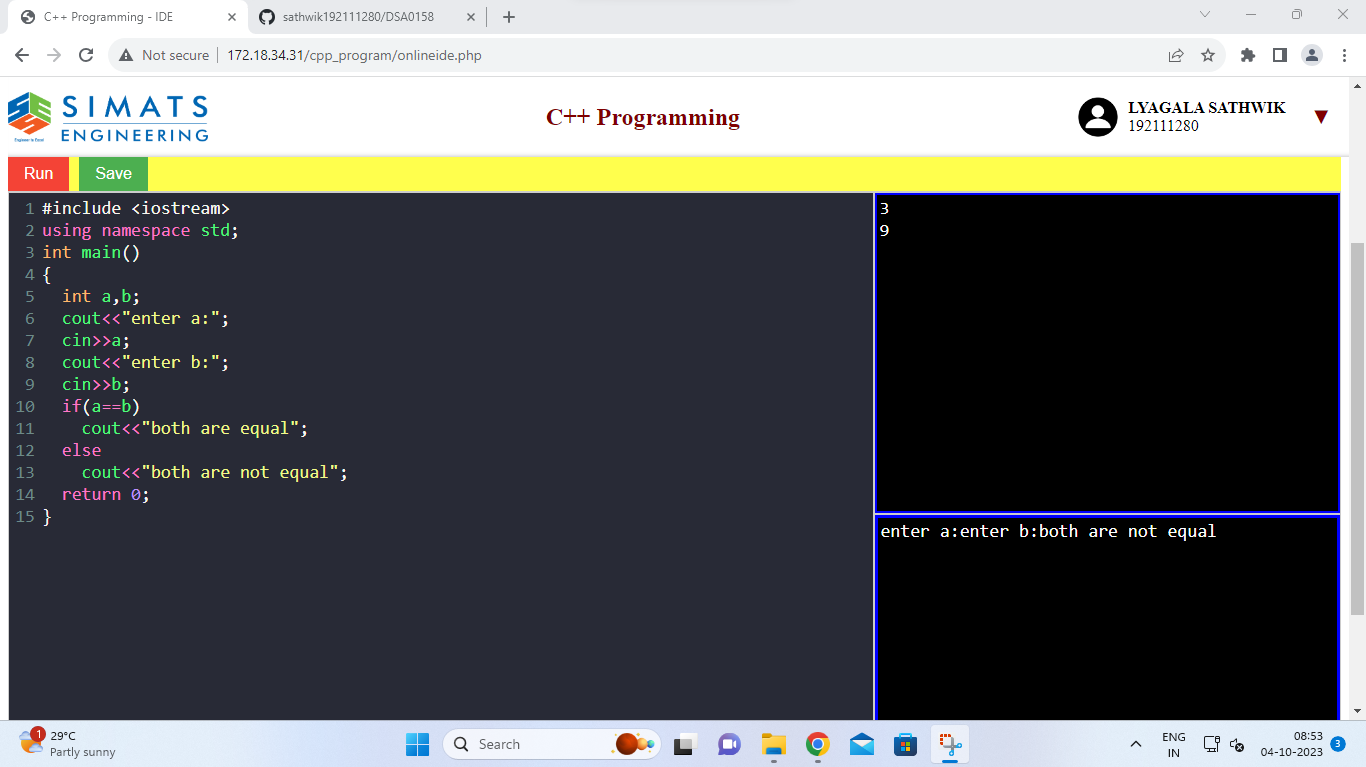 C++ Programming - IDE
sathwik192111280/DSA0158
Not secure
172.18.34.31/cpp_program/onlineide.php
SIMATS
ENGINEERING
Engineer to Excel
C++ Programming
LYAGALA SATHWIK
192111280
Run
Save
1 #include <iostream>
2 using namespace std;
3 int main()
4 {
5 int a,b;
6 cout<<"enter a:";
7 cin>>a;
8 cout<<"enter b:";
9 cin>>b;
10 if(a==b)
11 cout<<"both are equal";
12 else
13 cout<<"both are not equal";
14 return 0;
15 }
3
9
enter a:enter b:both are not equal
1
29°C
Partly sunny
Search
ENG
IN
08:53
04-10-2023
3